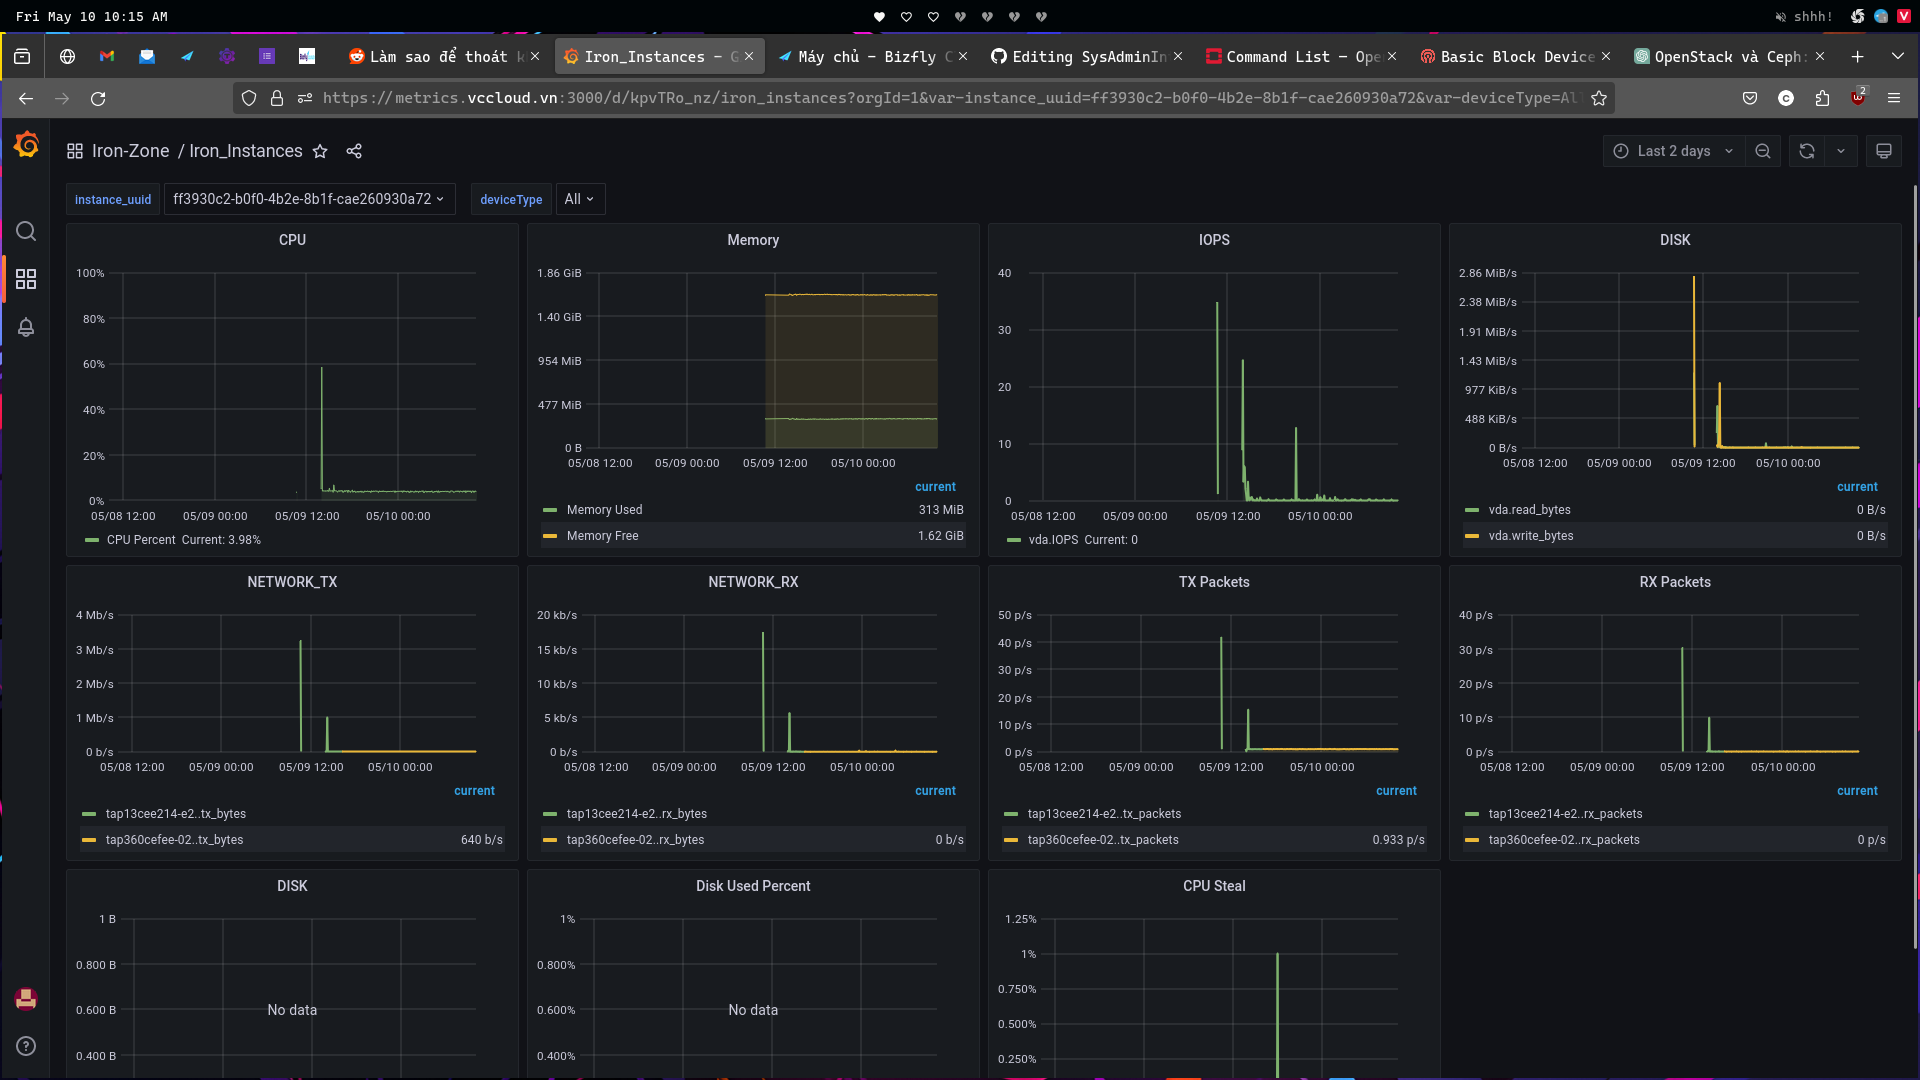 Fri May 10 10:15 AM
shhh!
Làm sao để thoát k
Iron_Instances – G
Máy chủ – Bizfly C
Editing SysAdminIn
Command List – Ope
Basic Block Device
OpenStack và Ceph:
https://metrics.vccloud.vn:3000/d/kpvTRo_nz/iron_instances?orgId=1&var-instance_uuid=ff3930c2-b0f0-4b2e-8b1f-cae260930a72&var-deviceType=Al
2
Iron-Zone / Iron_Instances
Last 2 days
instance_uuid
ff3930c2-b0f0-4b2e-8b1f-cae260930a72
deviceType
All
CPU
100%
80%
60%
40%
20%
0%
05/08 12:00 05/09 00:00 05/09 12:00 05/10 00:00
CPU Percent Current: 3.98%
Memory
1.86 GiB
1.40 GiB
954 MiB
477 MiB
0 B
05/08 12:00 05/09 00:00 05/09 12:00 05/10 00:00
current
Memory Used 313 MiB
Memory Free 1.62 GiB
IOPS
40
30
20
10
0
05/08 12:00 05/09 00:00 05/09 12:00 05/10 00:00
vda.IOPS Current: 0
DISK
2.86 MiB/s
2.38 MiB/s
1.91 MiB/s
1.43 MiB/s
977 KiB/s
488 KiB/s
0 B/s
05/08 12:00 05/09 00:00 05/09 12:00 05/10 00:00
current
vda.read_bytes 0 B/s
vda.write_bytes 0 B/s
NETWORK_TX
4 Mb/s
3 Mb/s
2 Mb/s
1 Mb/s
0 b/s
05/08 12:00 05/09 00:00 05/09 12:00 05/10 00:00
current
tap13cee214-e2..tx_bytes
tap360cefee-02..tx_bytes 640 b/s
NETWORK_RX
20 kb/s
15 kb/s
10 kb/s
5 kb/s
0 b/s
05/08 12:00 05/09 00:00 05/09 12:00 05/10 00:00
current
tap13cee214-e2..rx_bytes
tap360cefee-02..rx_bytes 0 b/s
TX Packets
50 p/s
40 p/s
30 p/s
20 p/s
10 p/s
0 p/s
05/08 12:00 05/09 00:00 05/09 12:00 05/10 00:00
current
tap13cee214-e2..tx_packets
tap360cefee-02..tx_packets 0.933 p/s
RX Packets
40 p/s
30 p/s
20 p/s
10 p/s
0 p/s
05/08 12:00 05/09 00:00 05/09 12:00 05/10 00:00
current
tap13cee214-e2..rx_packets
tap360cefee-02..rx_packets 0 p/s
DISK
1 B
0.800 B
0.600 B
0.400 B
No data
Disk Used Percent
1%
0.800%
0.600%
0.400%
No data
CPU Steal
1.25%
1%
0.750%
0.500%
0.250%